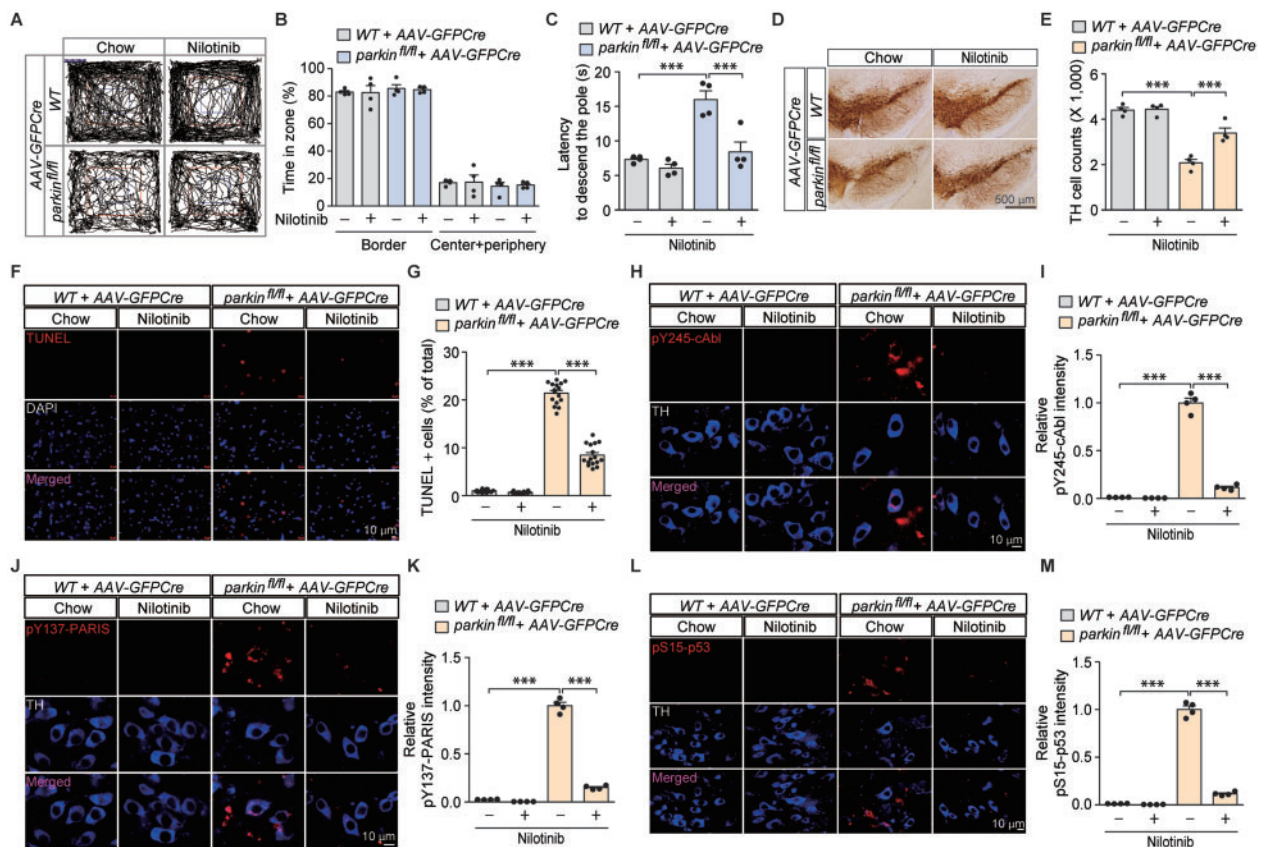 A
Chow
Nilotinib
AAV-GFPCre
WT
parkin fl/fl
B
WT + AAV-GFPCre
parkin fl/fl + AAV-GFPCre
Time in zone (%)
100
80
60
40
20
0
Nilotinib
− + − + − + − +
Border
Center+periphery
C
WT + AAV-GFPCre
parkin fl/fl + AAV-GFPCre
Latency
to descend the pole (s)
20
15
10
5
0
*** ***
− + − +
Nilotinib
D
Chow
Nilotinib
AAV-GFPCre
WT
parkin fl/fl
500 µm
E
WT + AAV-GFPCre
parkin fl/fl + AAV-GFPCre
TH cell counts (X 1,000)
6
5
4
3
2
1
0
*** ***
− + − +
Nilotinib
F
WT + AAV-GFPCre
parkin fl/fl + AAV-GFPCre
Chow
Nilotinib
Chow
Nilotinib
TUNEL
DAPI
Merged
10 µm
G
WT + AAV-GFPCre
parkin fl/fl + AAV-GFPCre
TUNEL + cells (% of total)
30
20
10
0
*** ***
− + − +
Nilotinib
H
WT + AAV-GFPCre
parkin fl/fl + AAV-GFPCre
Chow
Nilotinib
Chow
Nilotinib
pY245-cAbl
TH
Merged
10 µm
I
WT + AAV-GFPCre
parkin fl/fl + AAV-GFPCre
Relative
pY245-cAbl intensity
1.5
1.0
0.5
0.0
*** ***
− + − +
Nilotinib
J
WT + AAV-GFPCre
parkin fl/fl + AAV-GFPCre
Chow
Nilotinib
Chow
Nilotinib
pY137-PARIS
TH
Merged
10 µm
K
WT + AAV-GFPCre
parkin fl/fl + AAV-GFPCre
Relative
pY137-PARIS intensity
1.5
1.0
0.5
0.0
*** ***
− + − +
Nilotinib
L
WT + AAV-GFPCre
parkin fl/fl + AAV-GFPCre
Chow
Nilotinib
Chow
Nilotinib
pS15-p53
TH
Merged
10 µm
M
WT + AAV-GFPCre
parkin fl/fl + AAV-GFPCre
Relative
pS15-p53 intensity
1.5
1.0
0.5
0.0
*** ***
− + − +
Nilotinib